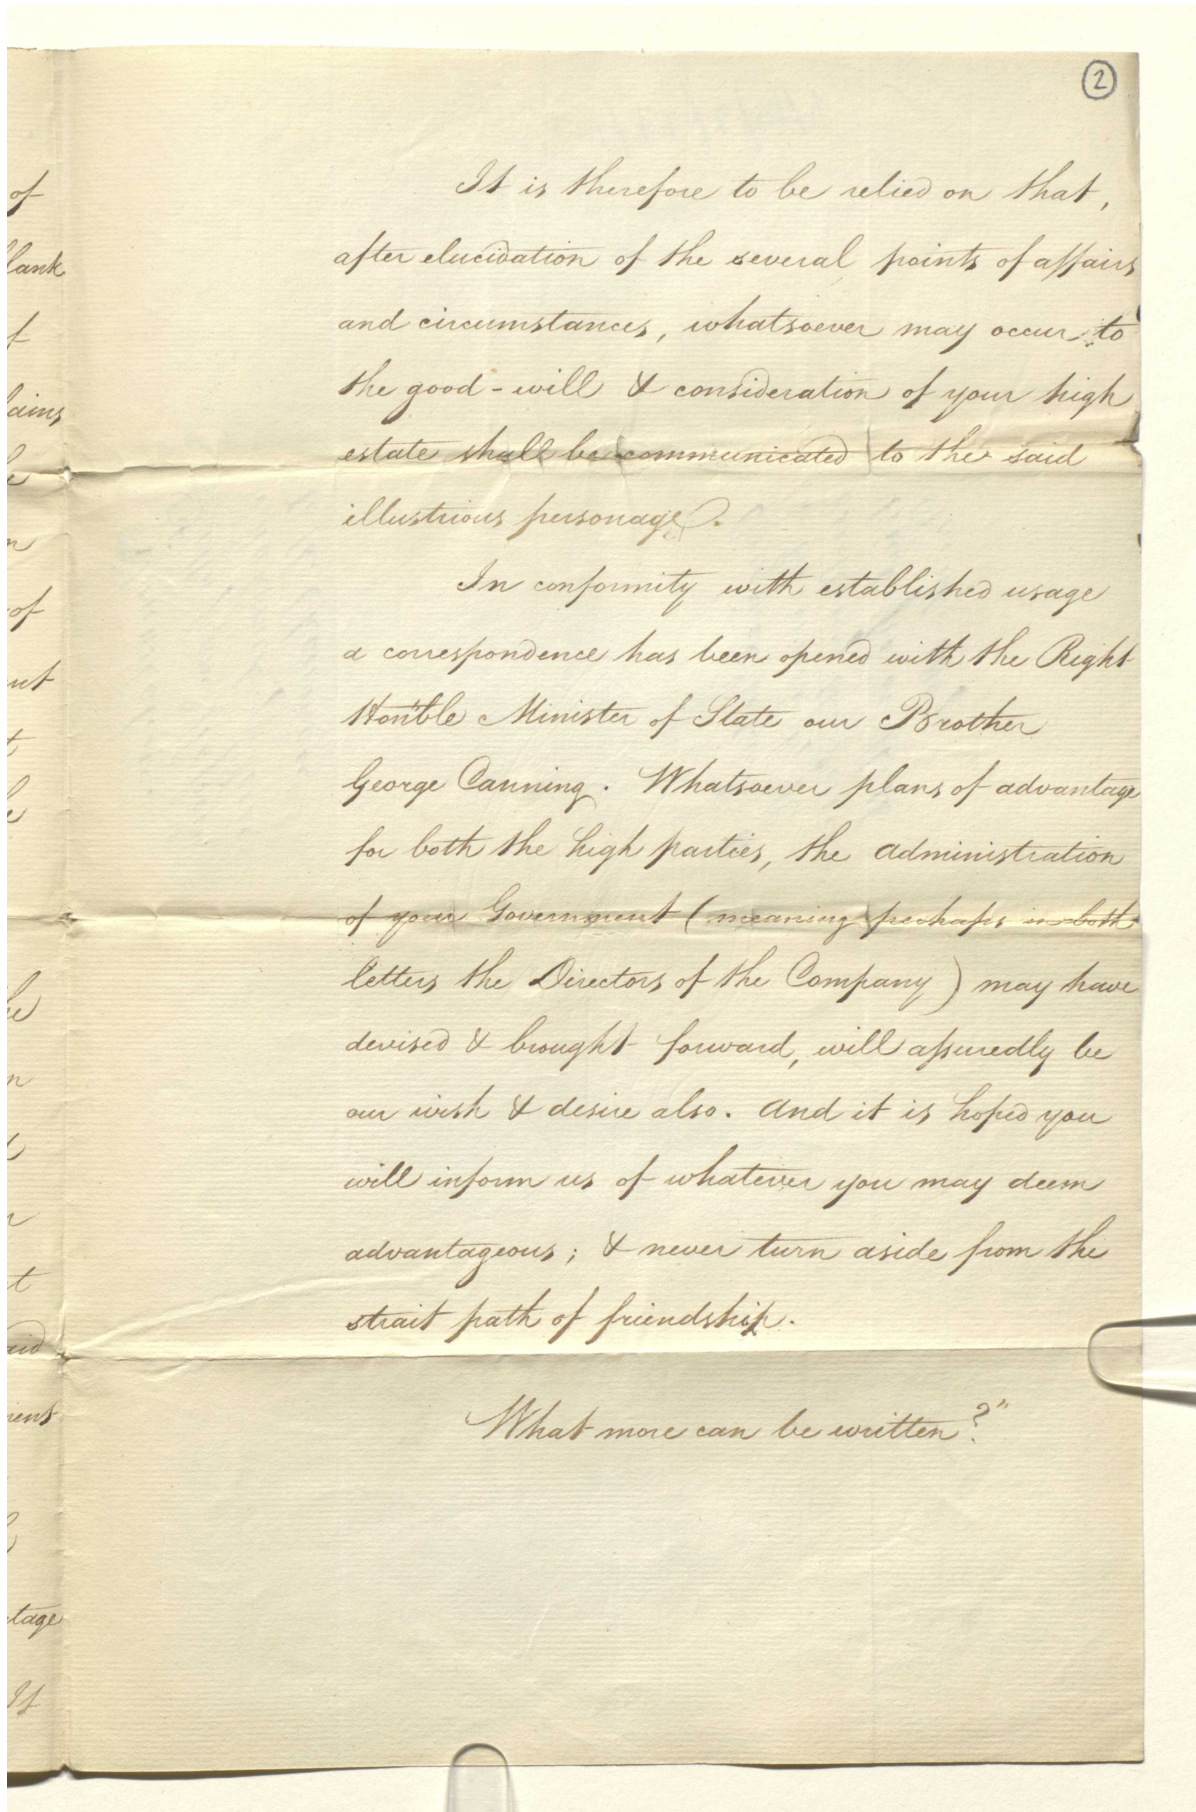 2
It is therefore to be relied on that,
after elucidation of the several points of affairs
and circumstances, whatsoever may occur to
the good-will & consideration of your high
estate shall be communicated to the said
illustrious personage.
In conformity with established usage
a correspondence has been opened with the Right
Hon'ble Minister of State our Brother
George Canning. Whatsoever plans of advantage
for both the high parties, the administration
of your Government (meaning perhaps in both
letters the Directors of the Company) may have
devised & brought forward, will assuredly be
our wish & desire also. And it is hoped you
will inform us of whatever you may deem
advantageous; & never turn aside from the
strait path of friendship.
What more can be written?"
of
lank
of
ut
tage
If